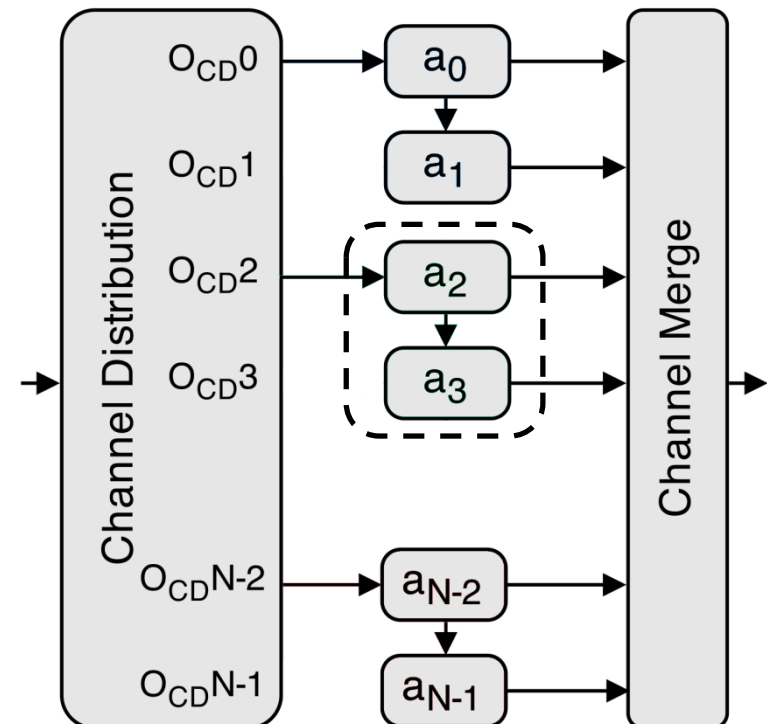 Channel Distribution
O_CD0
a_0
O_CD1
a_1
O_CD2
a_2
O_CD3
a_3
O_CDN-2
a_N-2
O_CDN-1
a_N-1
Channel Merge